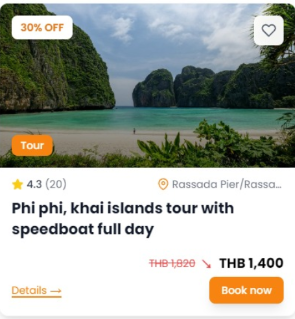 30% OFF
Tour
4.3 (20)
Rassada Pier/Rassa...
Phi phi, khai islands tour with
speedboat full day
THB 1,820 ↘ THB 1,400
Details →
Book now